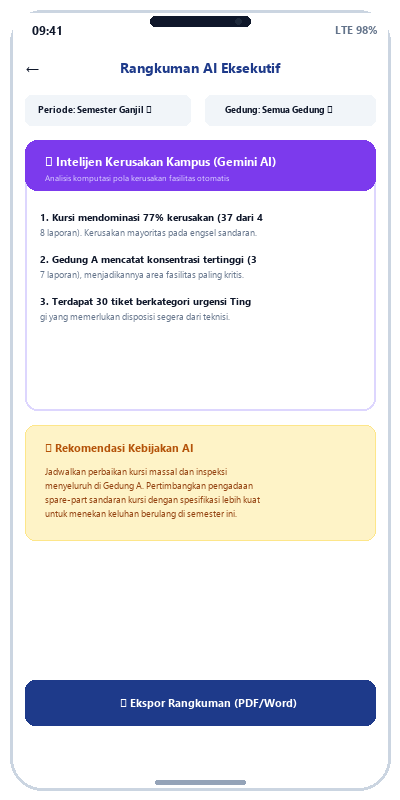 09:41
LTE 98%
← Rangkuman AI Eksekutif
Periode: Semester Ganjil ▯
Gedung: Semua Gedung ▯
▯ Intelijen Kerusakan Kampus (Gemini AI)
Analisis komputasi pola kerusakan fasilitas otomatis
1. Kursi mendominasi 77% kerusakan (37 dari 4
8 laporan). Kerusakan mayoritas pada engsel sandaran.
2. Gedung A mencatat konsentrasi tertinggi (3
7 laporan), menjadikannya area fasilitas paling kritis.
3. Terdapat 30 tiket berkategori urgensi Ting
gi yang memerlukan disposisi segera dari teknisi.
▯ Rekomendasi Kebijakan AI
Jadwalkan perbaikan kursi massal dan inspeksi
menyeluruh di Gedung A. Pertimbangkan pengadaan
spare-part sandaran kursi dengan spesifikasi lebih kuat
untuk menekan keluhan berulang di semester ini.
▯ Ekspor Rangkuman (PDF/Word)